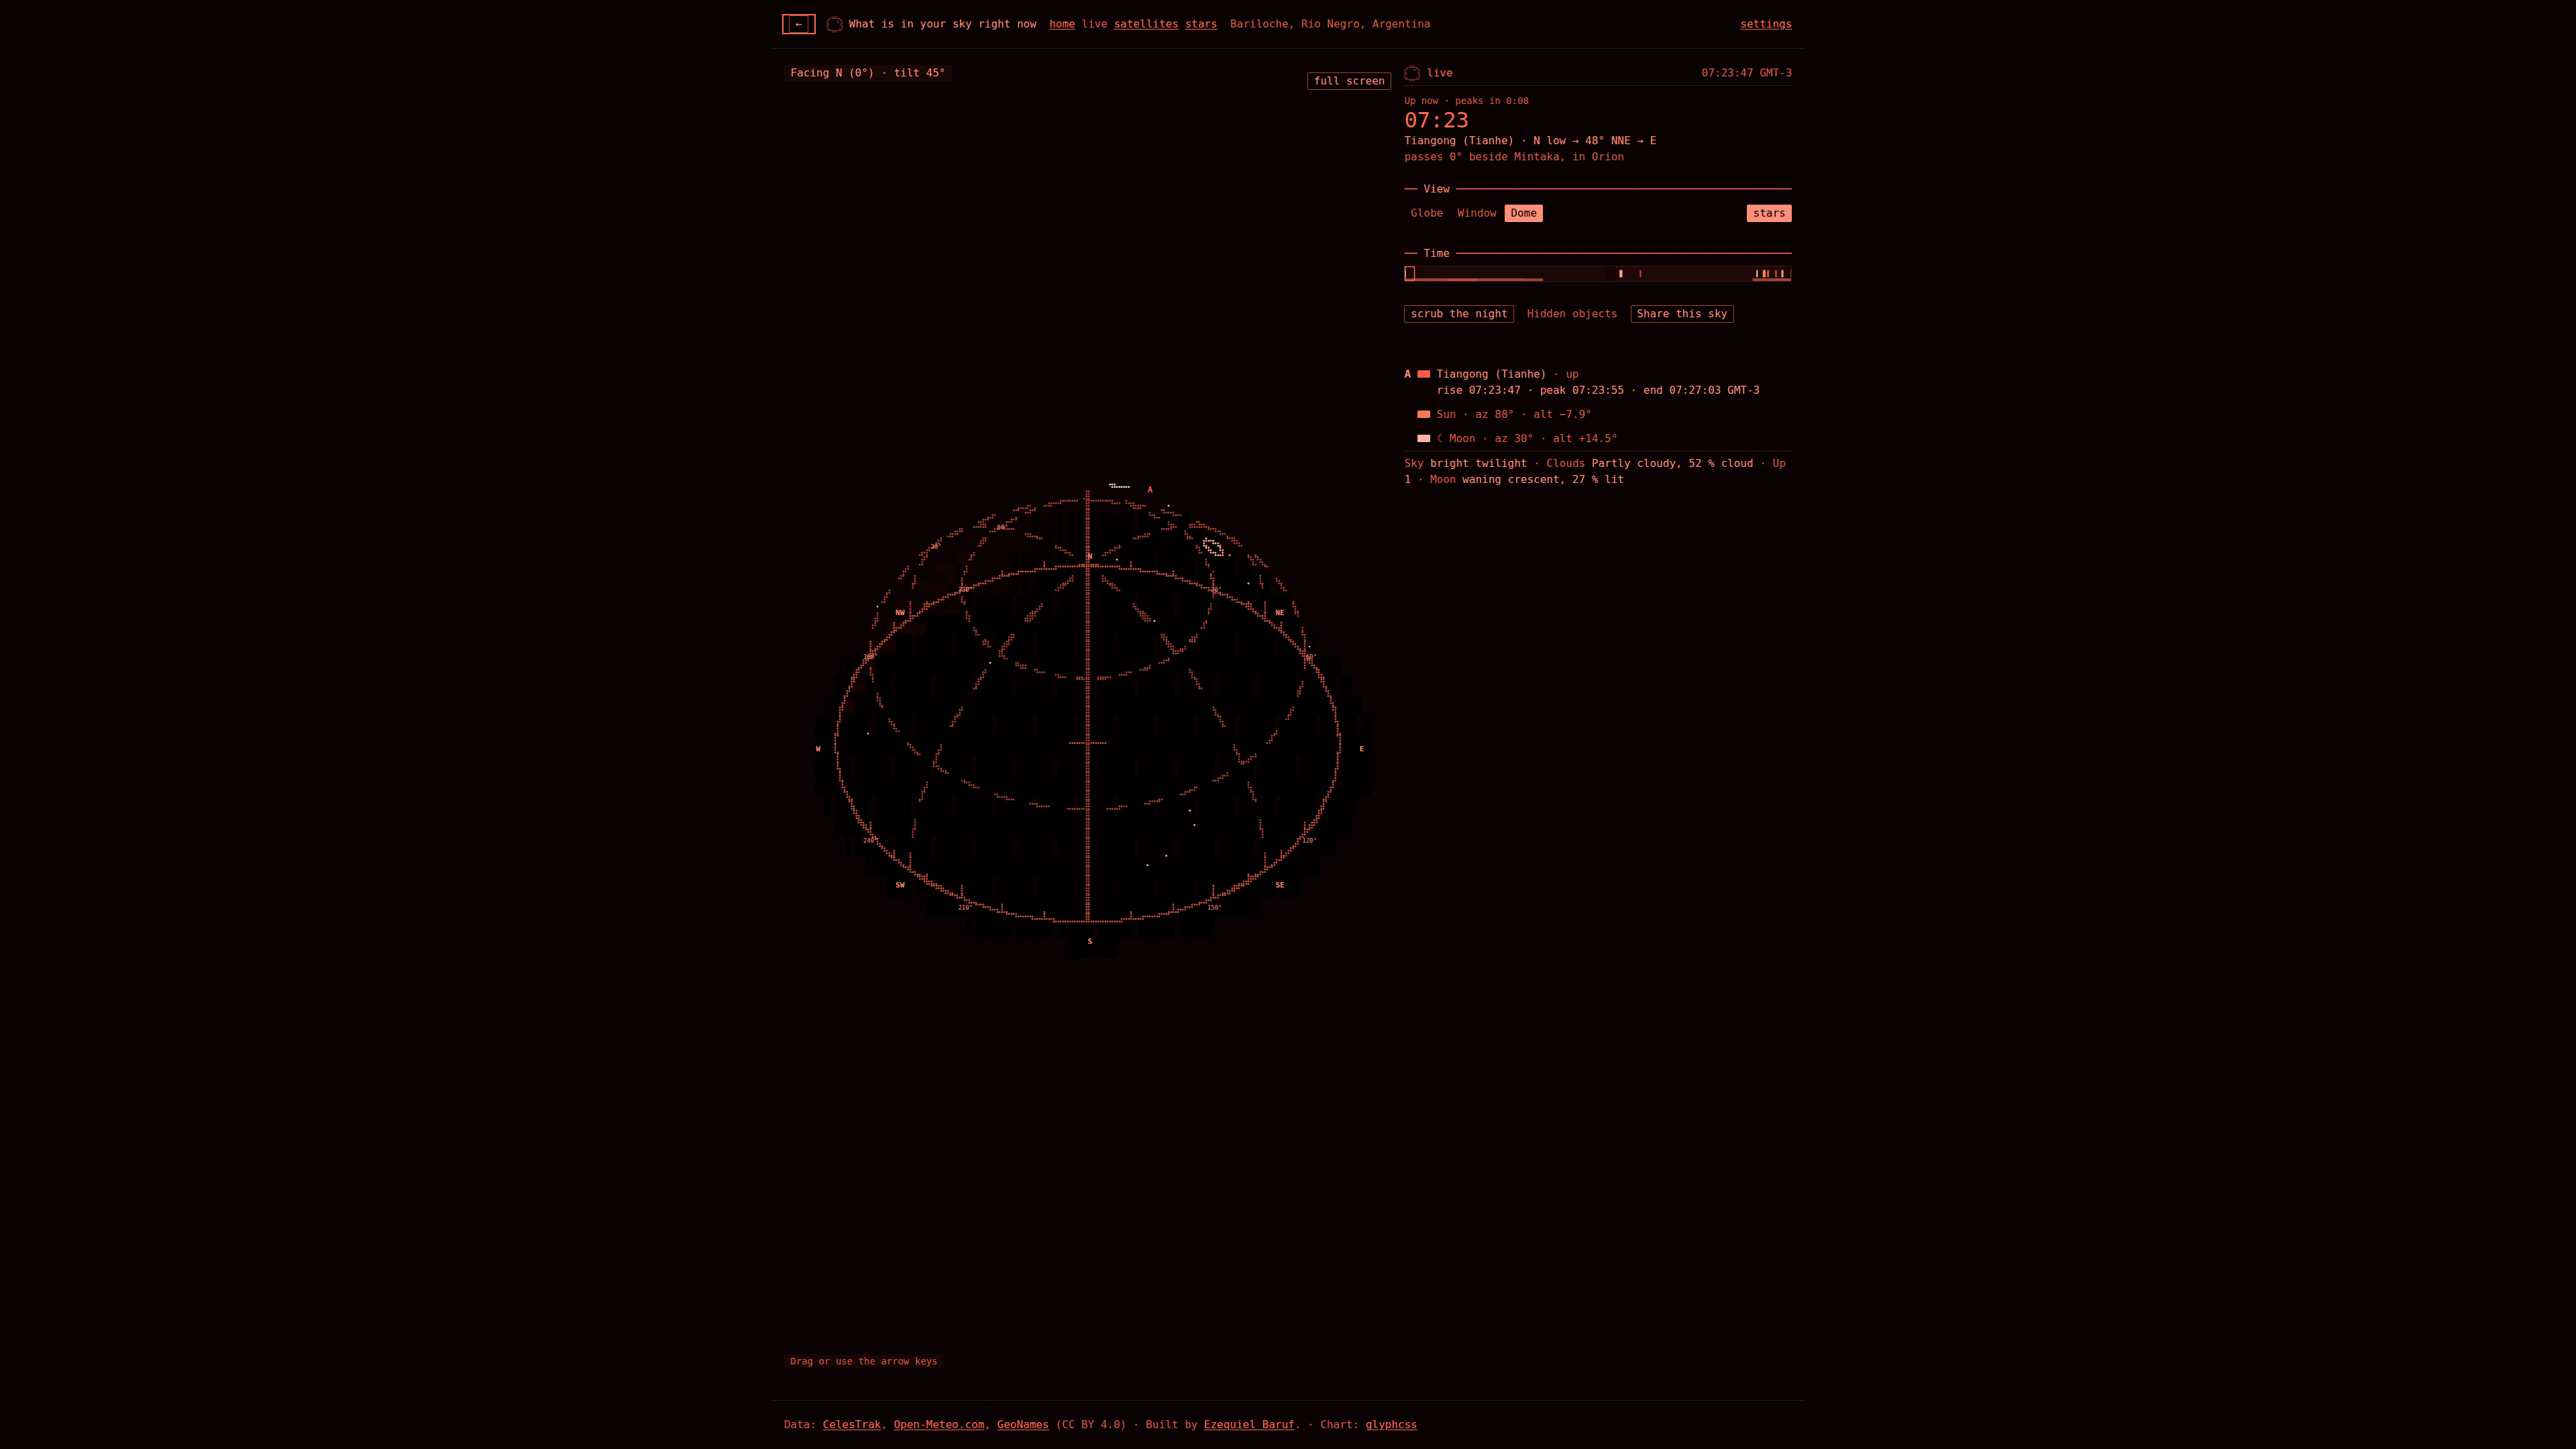 ← What is in your sky right now home live satellites stars Bariloche, Rio Negro, Argentina settings
Facing N (0°) · tilt 45°
full screen
live 07:23:47 GMT-3
Up now · peaks in 0:08
07:23
Tiangong (Tianhe) · N low → 48° NNE → E
passes 0° beside Mintaka, in Orion
View
Globe Window Dome stars
Time
scrub the night Hidden objects Share this sky
A Tiangong (Tianhe) · up
rise 07:23:47 · peak 07:23:55 · end 07:27:03 GMT-3
Sun · az 88° · alt −7.9°
☾ Moon · az 30° · alt +14.5°
Sky bright twilight · Clouds Partly cloudy, 52 % cloud · Up
1 · Moon waning crescent, 27 % lit
A
N
NW
NE
W
E
240°
120°
SW
SE
210°
150°
S
Drag or use the arrow keys
Data: CelesTrak, Open-Meteo.com, GeoNames (CC BY 4.0) · Built by Ezequiel Baruf. · Chart: glyphcss